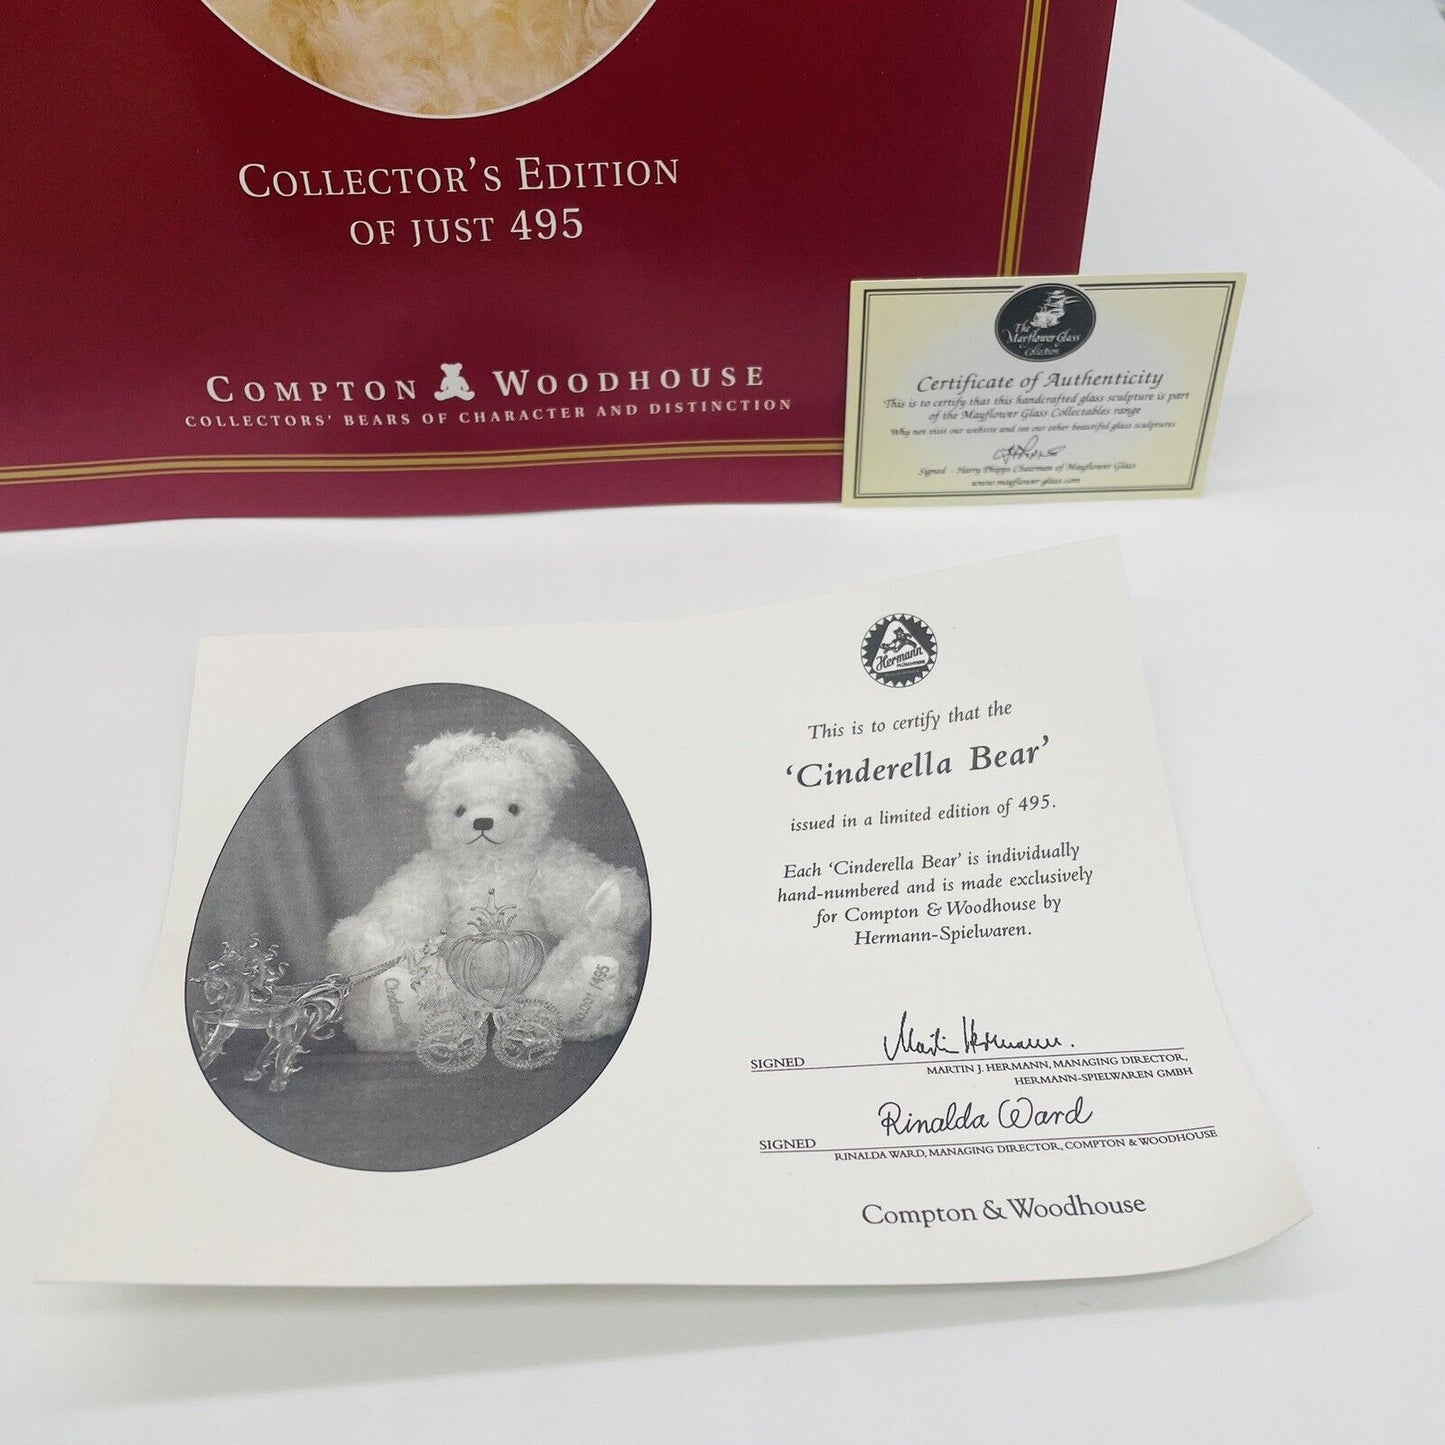 COLLECTOR'S EDITION
OF JUST 495
COMPTON & WOODHOUSE
COLLECTORS' BEARS OF CHARACTER AND DISTINCTION
The
Mayflower Glass
Collection
Certificate of Authenticity
This is to certify that this handcrafted glass sculpture is part
of the Mayflower Glass Collectables range
Why not visit our website and see our other beautiful glass sculptures
Signed - Harry Phipps Chairman of Mayflower Glass
www.mayflower-glass.com
Hermann
This is to certify that the
'Cinderella Bear'
issued in a limited edition of 495.
Each 'Cinderella Bear' is individually
hand-numbered and is made exclusively
for Compton & Woodhouse by
Hermann-Spielwaren.
Martin Hermann.
SIGNED
MARTIN J. HERMANN, MANAGING DIRECTOR,
HERMANN-SPIELWAREN GMBH
Rinalda Ward
SIGNED
RINALDA WARD, MANAGING DIRECTOR, COMPTON & WOODHOUSE
Compton & Woodhouse
Cinderella
/495